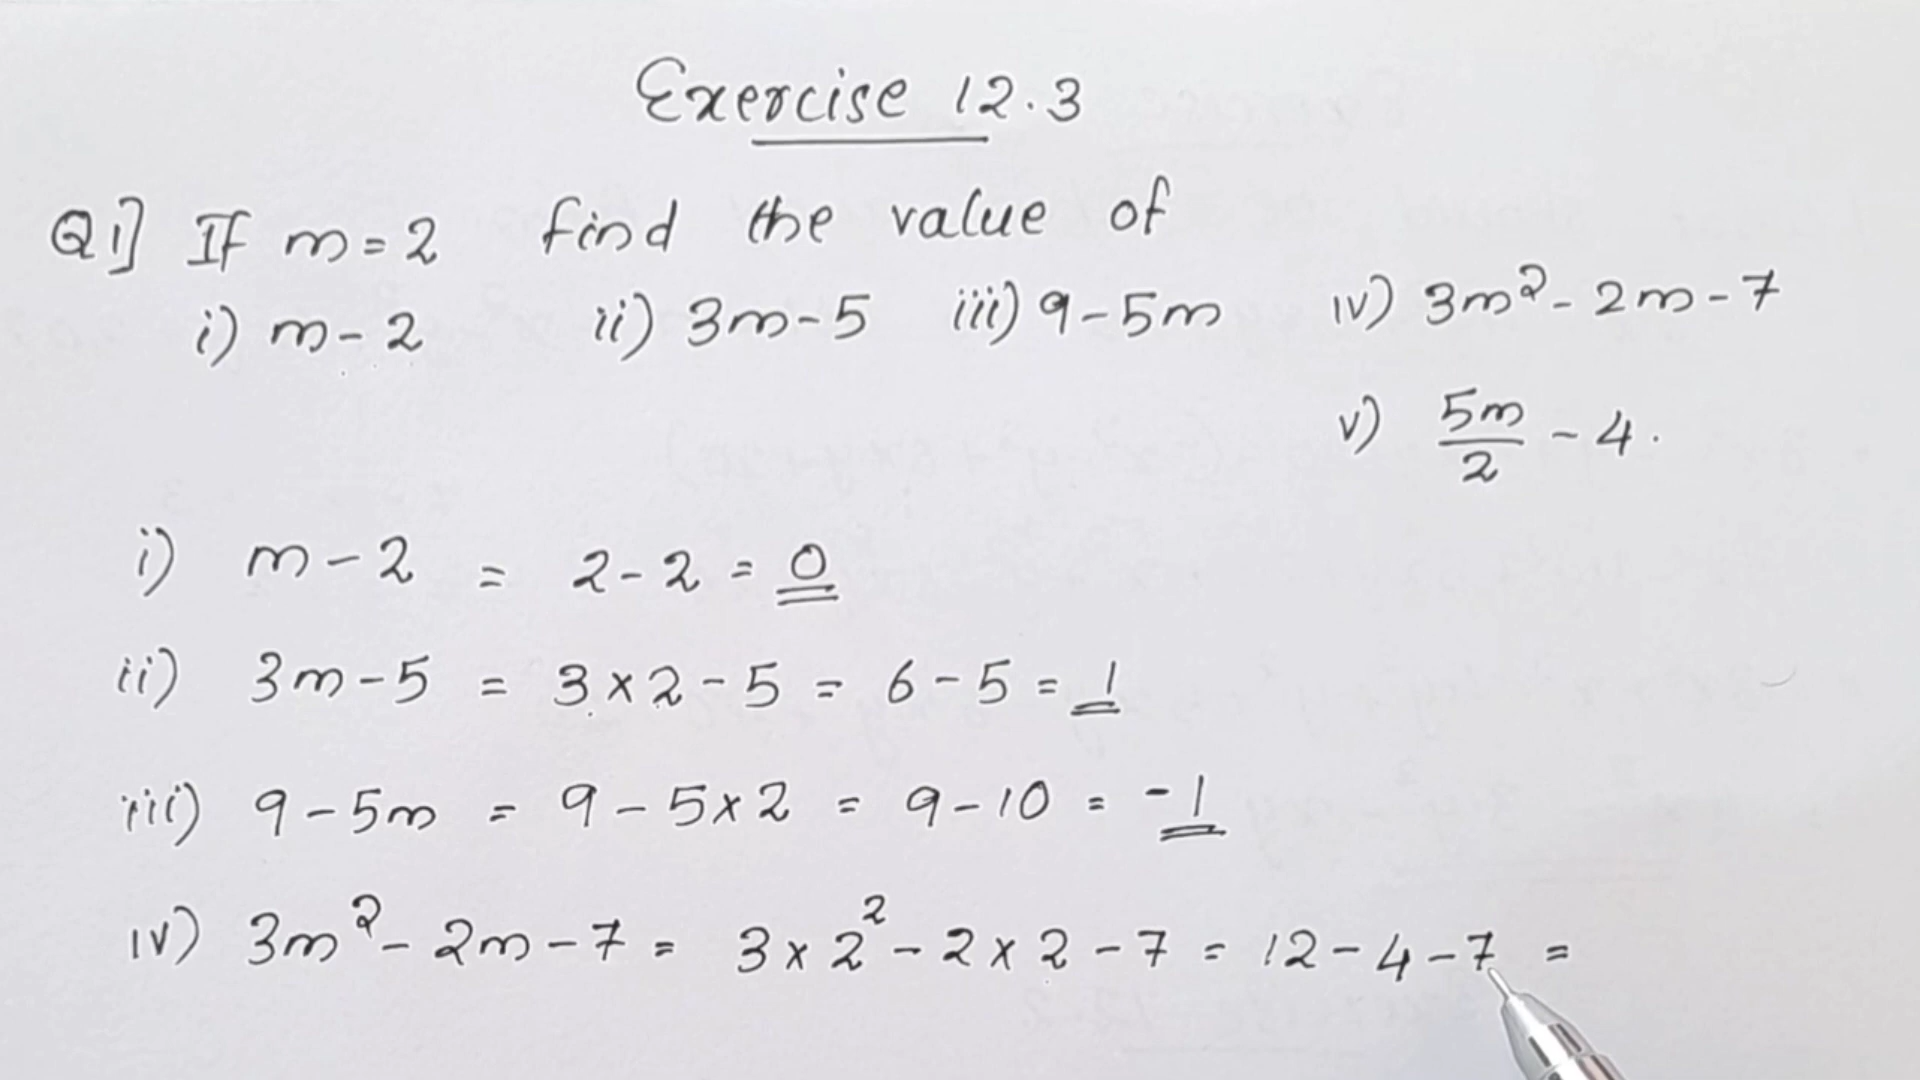 Exercise 12.3
Q1] If m = 2 find the value of
i) m - 2 ii) 3m - 5 iii) 9 - 5m iv) 3m² - 2m - 7
v) 5m/2 - 4.
i) m - 2 = 2 - 2 = 0
ii) 3m - 5 = 3 × 2 - 5 = 6 - 5 = 1
iii) 9 - 5m = 9 - 5 × 2 = 9 - 10 = -1
iv) 3m² - 2m - 7 = 3 × 2² - 2 × 2 - 7 = 12 - 4 - 7 =